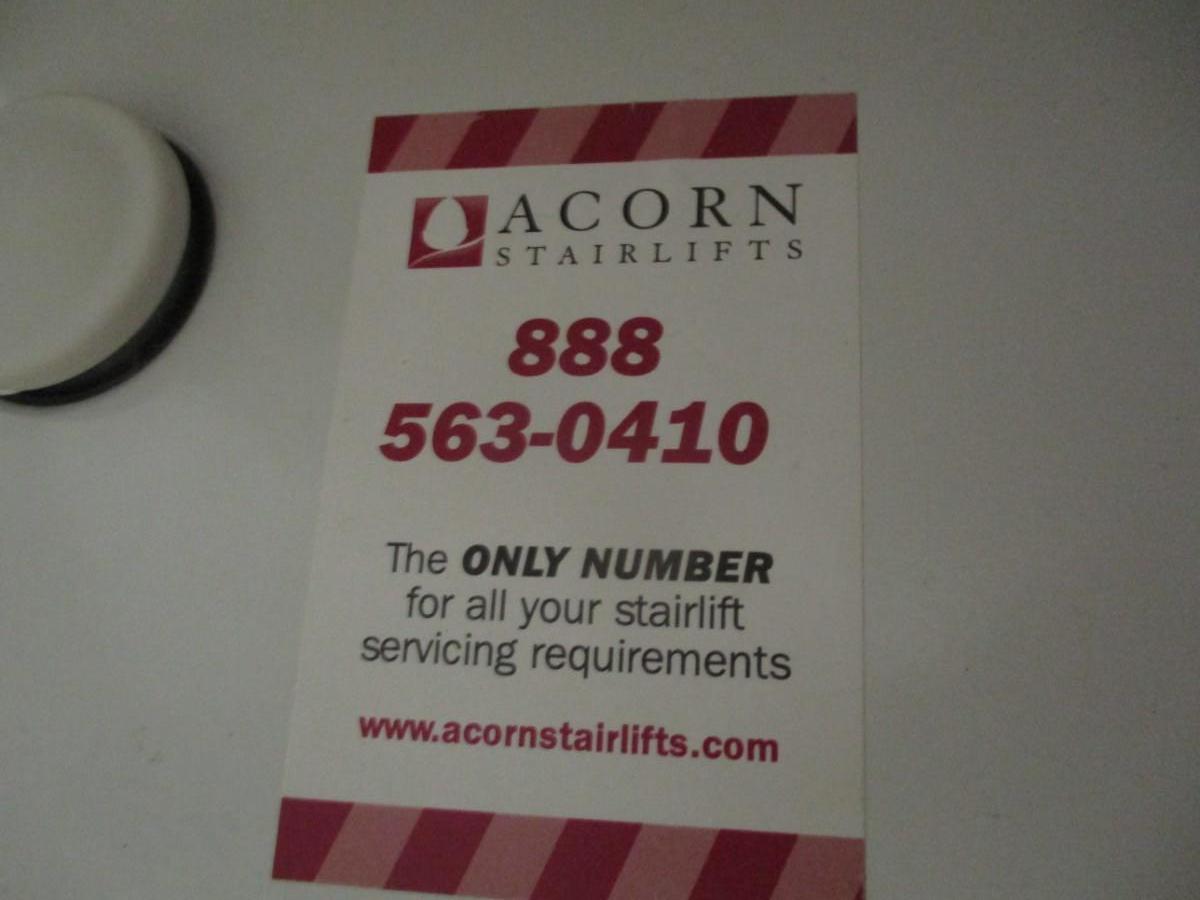 ACORN
STAIRLIFTS
888
563-0410
The ONLY NUMBER
for all your stairlift
servicing requirements
www.acornstairlifts.com